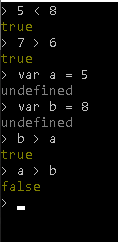 > 5 < 8
true
> 7 > 6
true
> var a = 5
undefined
> var b = 8
undefined
> b > a
true
> a > b
false
>